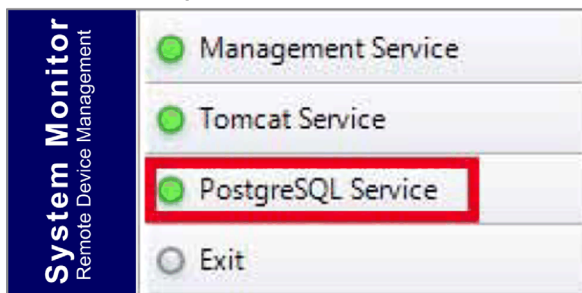 System Monitor
Remote Device Management
Management Service
Tomcat Service
PostgreSQL Service
Exit